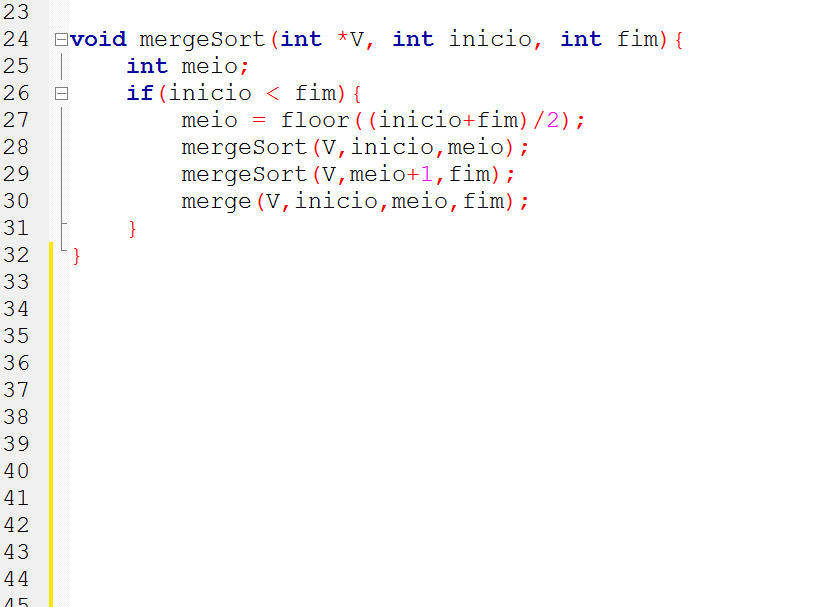 23
24 void mergeSort(int *V, int inicio, int fim){
25 int meio;
26 if(inicio < fim){
27 meio = floor((inicio+fim)/2);
28 mergeSort(V,inicio,meio);
29 mergeSort(V,meio+1,fim);
30 merge(V,inicio,meio,fim);
31 }
32 }
33
34
35
36
37
38
39
40
41
42
43
44
45